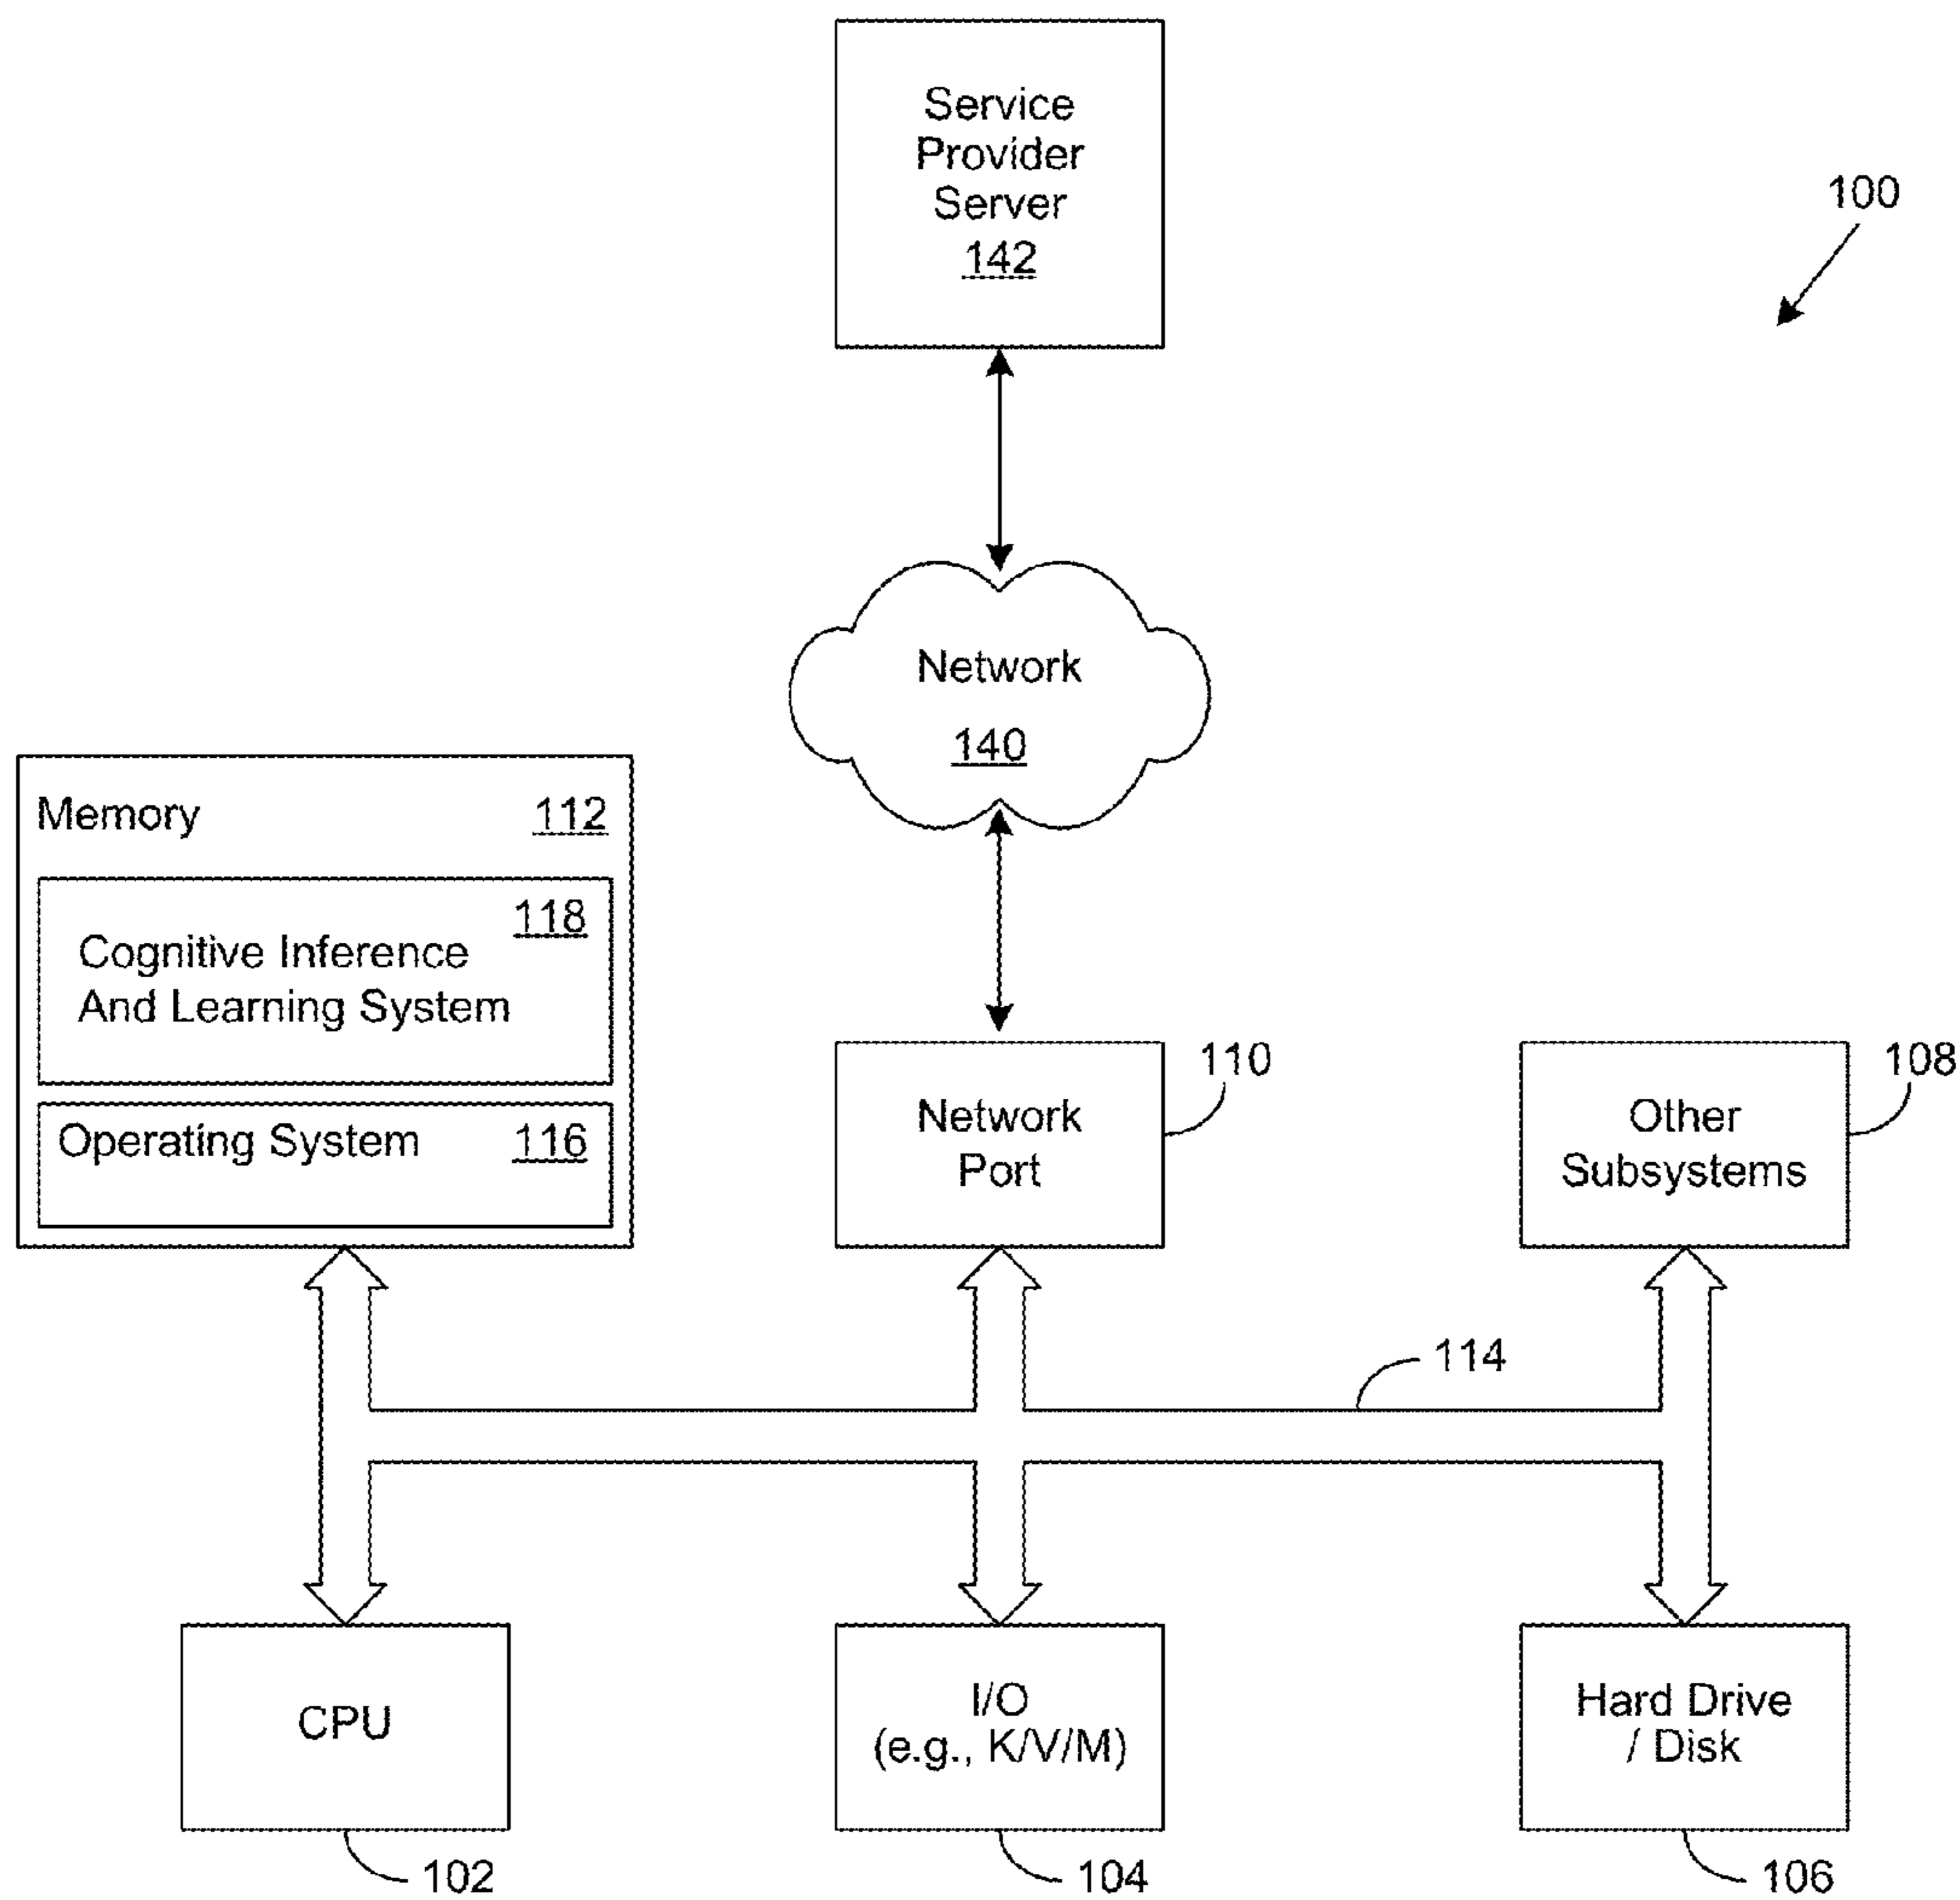 Service
Provider
Server
142
100
Network
140
Memory 112
118
Cognitive Inference
And Learning System
Operating System 116
Network
Port
110
Other
Subsystems
108
114
CPU
102
I/O
(e.g., K/V/M)
104
Hard Drive
/ Disk
106